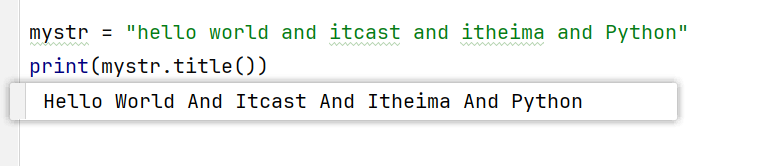 mystr = "hello world and itcast and itheima and Python"
print(mystr.title())
Hello World And Itcast And Itheima And Python